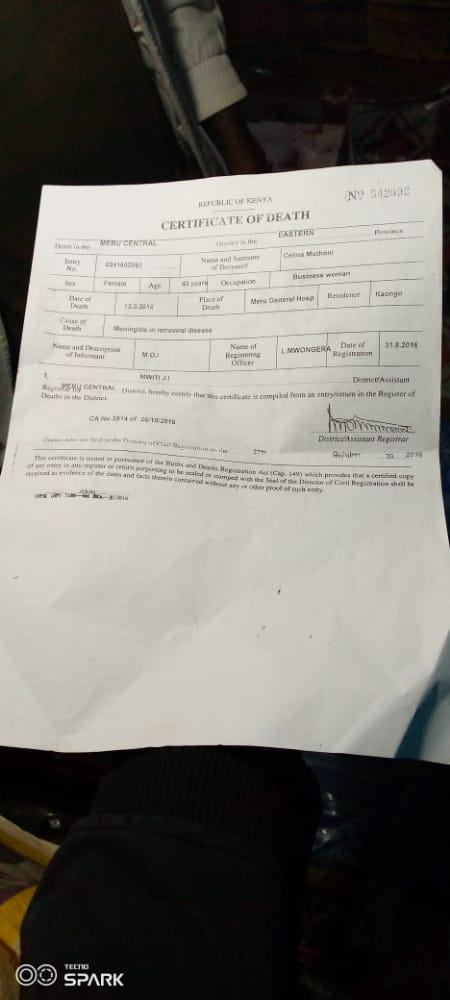 REPUBLIC OF KENYA
Nº 542092
CERTIFICATE OF DEATH
Death in the MERU CENTRAL District in the EASTERN Province
Entry No. 0241602597 Name and Surname of Deceased Celina Muthoni
Sex Female Age 43 years Occupation Business woman
Date of Death Place of Death Meru General Hosp Residence Kaongo
Cause of Death Meningitis in retroviral disease
Name and Description of Informant M.O.I Name of Registering Officer L.MWONGERA Date of Registration 31.8.2016
I, MWITI J.I District/Assistant
Registrar for MERU CENTRAL District, hereby certify that this certificate is compiled from an entry/return in the Register of
Deaths in the District.
CA No.3814 of 26/10/2016
District/Assistant Registrar
Given under the Seal of the Director of Civil Registration on the 27th October 20 2016
This certificate is issued in pursuance of the Births and Deaths Registration Act (Cap. 149) which provides that a certified copy
of any entry in any register or return purporting to be sealed or stamped with the Seal of the Director of Civil Registration shall be
received as evidence of the dates and facts therein contained without any or other proof of such entry.
TECNO
SPARK